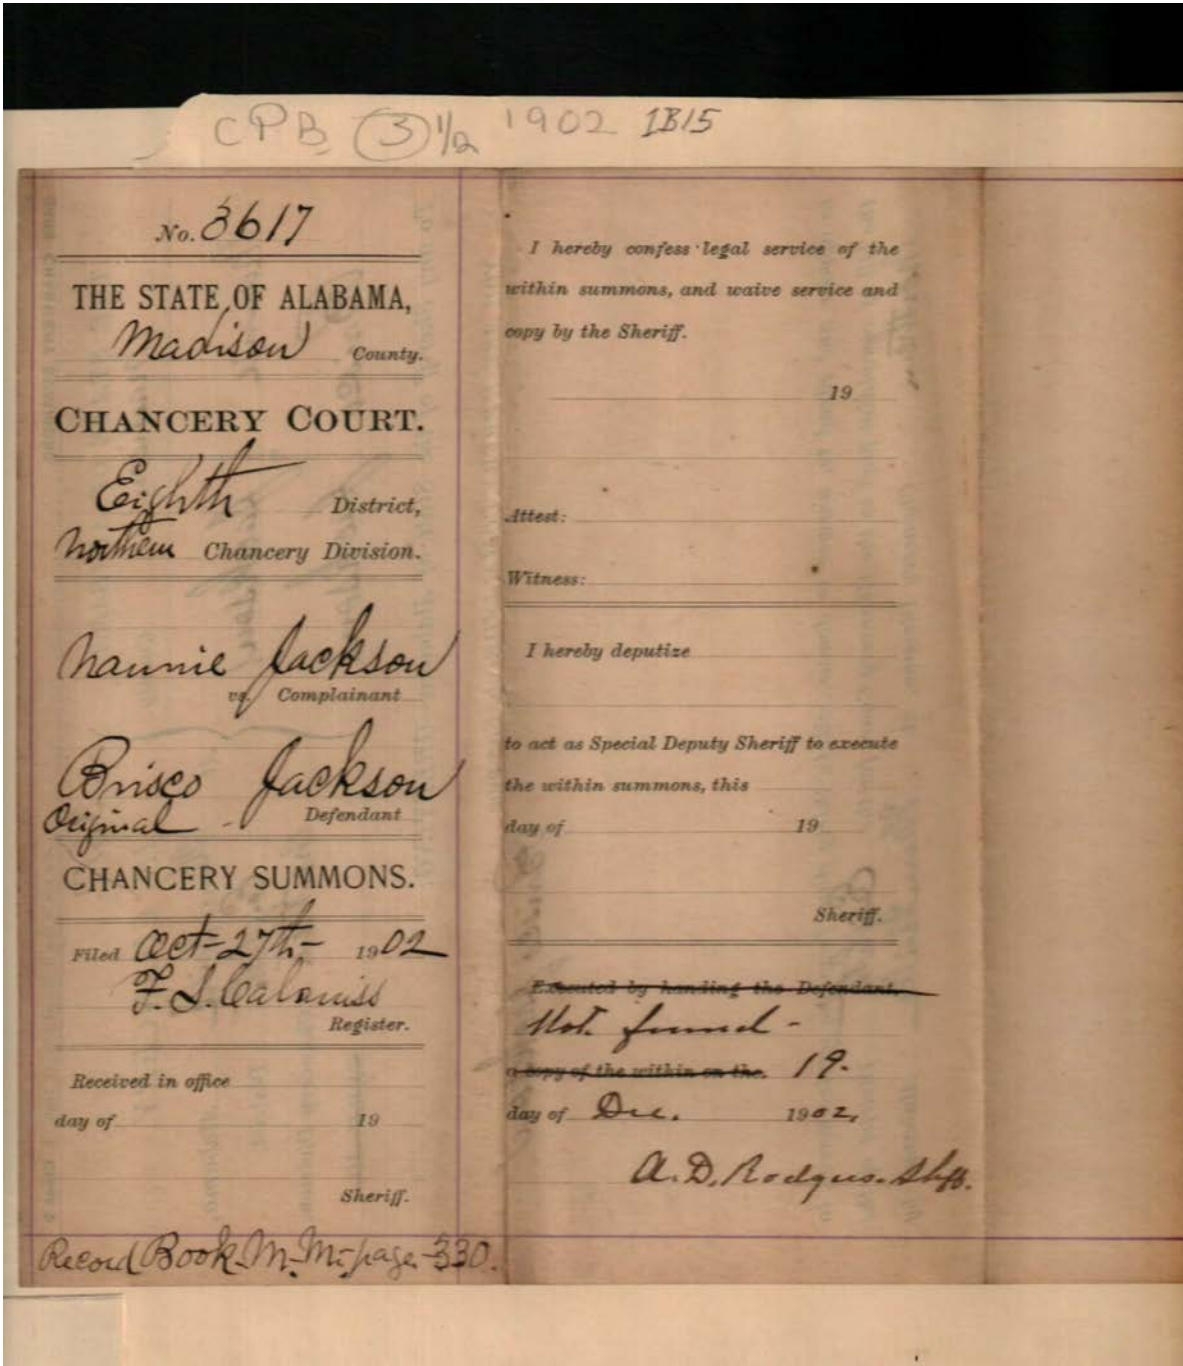 CPB (3) 1/2 1902 1B15
No. 3617
THE STATE OF ALABAMA,
Madison County.
CHANCERY COURT.
Eighth District,
Northern Chancery Division.
Nannie Jackson
vs. Complainant
Brisco Jackson
Original Defendant
CHANCERY SUMMONS.
Filed Oct- 27th- 1902
Register.
Received in office
day of 19
Sheriff.
Record Book M-M-page-330.
I hereby confess legal service of the
within summons, and waive service and
copy by the Sheriff.
19
Attest:
Witness:
I hereby deputize
to act as Special Deputy Sheriff to execute
the within summons, this
day of 19
Sheriff.
Executed by handing the Defendant.
Not found -
a copy of the within on the. 19.
day of Dec. 1902,
A. D. Rodgers. Shff.